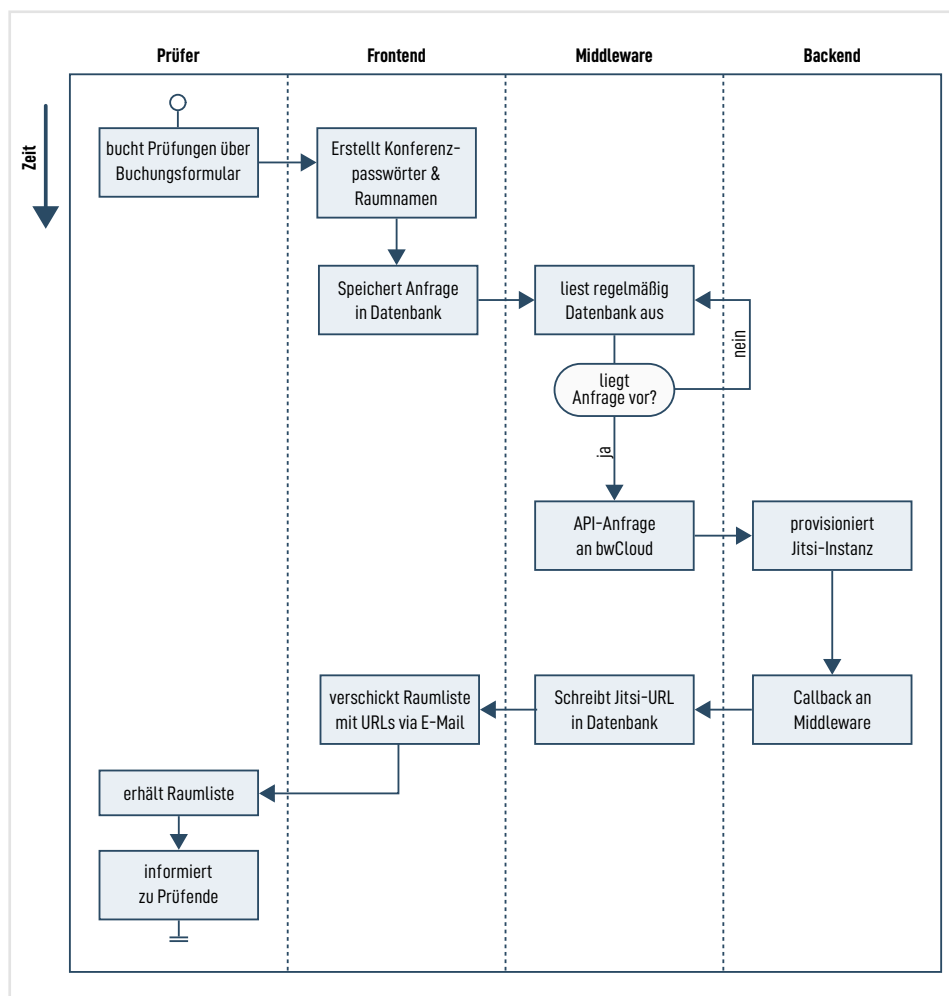 Prüfer
Frontend
Middleware
Backend
Zeit
bucht Prüfungen über
Buchungsformular
Erstellt Konferenz-
passwörter &
Raumnamen
Speichert Anfrage
in Datenbank
liest regelmäßig
Datenbank aus
nein
liegt
Anfrage vor?
ja
API-Anfrage
an bwCloud
provisioniert
Jitsi-Instanz
verschickt Raumliste
mit URLs via E-Mail
Schreibt Jitsi-URL
in Datenbank
Callback an
Middleware
erhält Raumliste
informiert
zu Prüfende